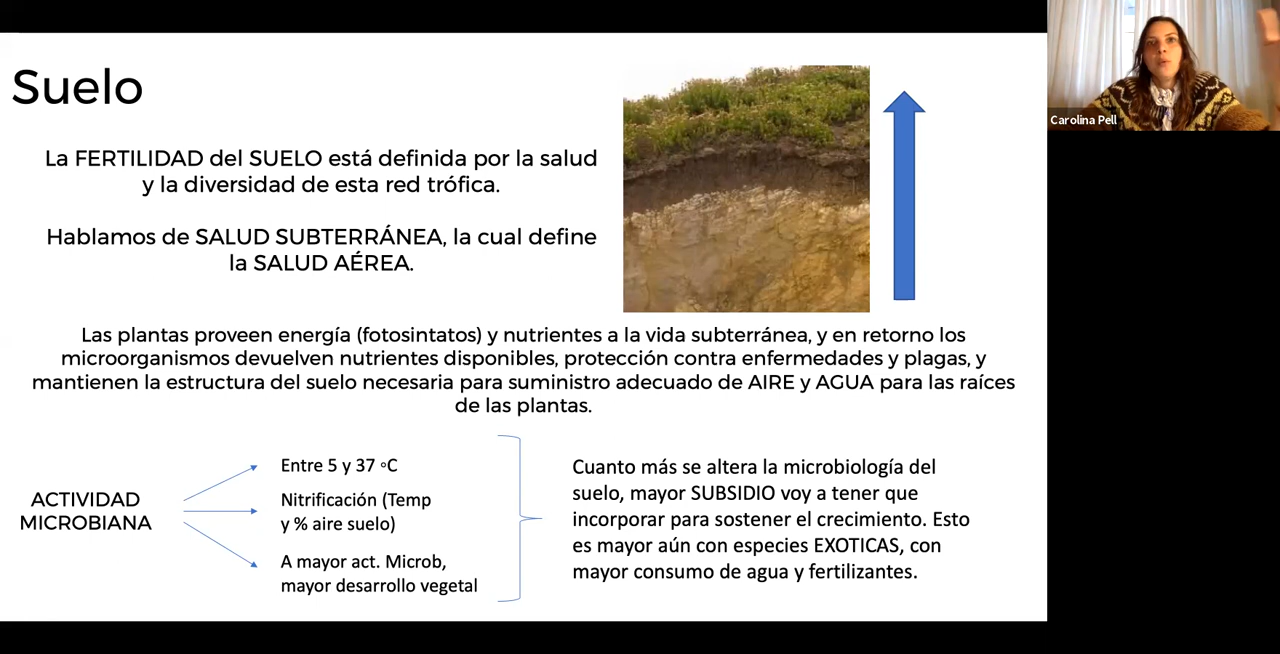 Suelo
La FERTILIDAD del SUELO está definida por la salud
y la diversidad de esta red trófica.
Hablamos de SALUD SUBTERRÁNEA, la cual define
la SALUD AÉREA.
Las plantas proveen energía (fotosintatos) y nutrientes a la vida subterránea, y en retorno los
microorganismos devuelven nutrientes disponibles, protección contra enfermedades y plagas, y
mantienen la estructura del suelo necesaria para suministro adecuado de AIRE y AGUA para las raíces
de las plantas.
ACTIVIDAD
MICROBIANA
Entre 5 y 37 ºC
Nitrificación (Temp
y % aire suelo)
A mayor act. Microb,
mayor desarrollo vegetal
Cuanto más se altera la microbiología del
suelo, mayor SUBSIDIO voy a tener que
incorporar para sostener el crecimiento. Esto
es mayor aún con especies EXOTICAS, con
mayor consumo de agua y fertilizantes.
Carolina Pell